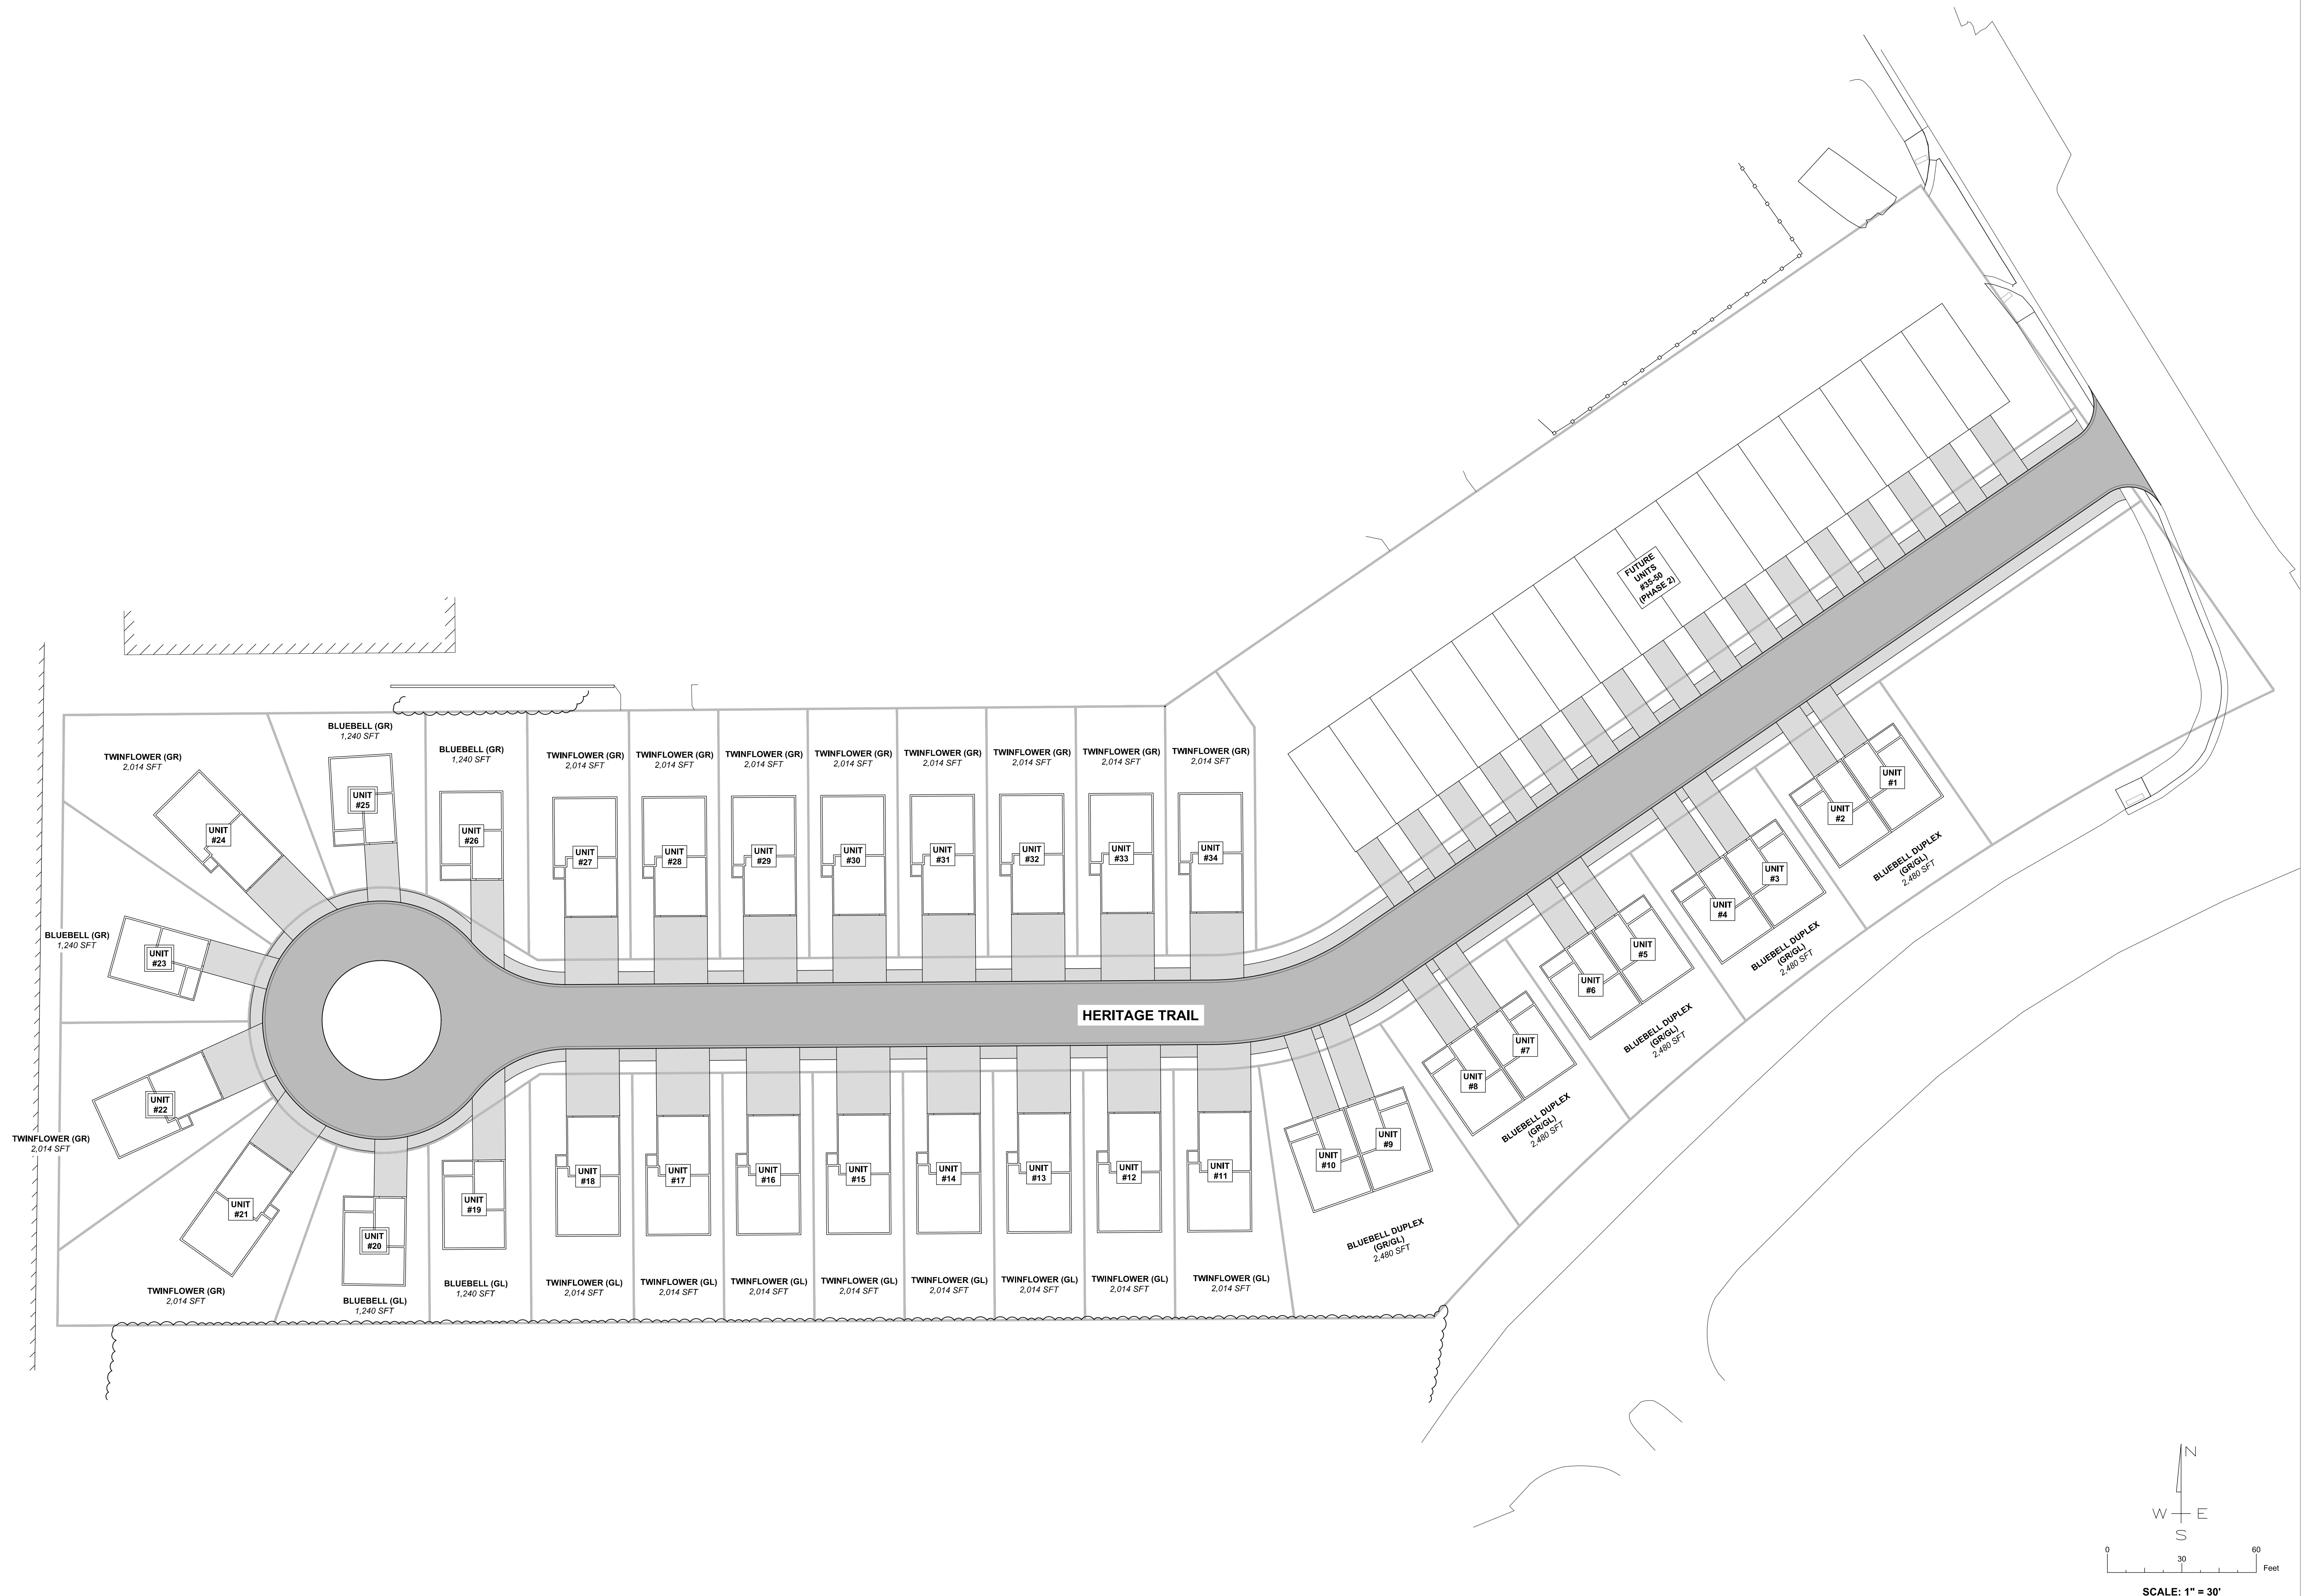 FUTURE
UNITS
#35-50
(PHASE 2)
BLUEBELL (GR)
1,240 SFT
UNIT
#25
BLUEBELL (GR)
1,240 SFT
UNIT
#26
TWINFLOWER (GR)
2,014 SFT
UNIT
#24
TWINFLOWER (GR)
2,014 SFT
UNIT
#27
TWINFLOWER (GR)
2,014 SFT
UNIT
#28
TWINFLOWER (GR)
2,014 SFT
UNIT
#29
TWINFLOWER (GR)
2,014 SFT
UNIT
#30
TWINFLOWER (GR)
2,014 SFT
UNIT
#31
TWINFLOWER (GR)
2,014 SFT
UNIT
#32
TWINFLOWER (GR)
2,014 SFT
UNIT
#33
TWINFLOWER (GR)
2,014 SFT
UNIT
#34
UNIT
#1
UNIT
#2
BLUEBELL DUPLEX
(GR/GL)
2,480 SFT
UNIT
#3
UNIT
#4
BLUEBELL DUPLEX
(GR/GL)
2,480 SFT
UNIT
#5
UNIT
#6
BLUEBELL DUPLEX
(GR/GL)
2,480 SFT
UNIT
#7
UNIT
#8
BLUEBELL DUPLEX
(GR/GL)
2,480 SFT
UNIT
#9
UNIT
#10
BLUEBELL DUPLEX
(GR/GL)
2,480 SFT
BLUEBELL (GR)
1,240 SFT
UNIT
#23
HERITAGE TRAIL
UNIT
#22
TWINFLOWER (GR)
2,014 SFT
UNIT
#21
TWINFLOWER (GR)
2,014 SFT
UNIT
#20
BLUEBELL (GL)
1,240 SFT
UNIT
#19
BLUEBELL (GL)
1,240 SFT
UNIT
#18
TWINFLOWER (GL)
2,014 SFT
UNIT
#17
TWINFLOWER (GL)
2,014 SFT
UNIT
#16
TWINFLOWER (GL)
2,014 SFT
UNIT
#15
TWINFLOWER (GL)
2,014 SFT
UNIT
#14
TWINFLOWER (GL)
2,014 SFT
UNIT
#13
TWINFLOWER (GL)
2,014 SFT
UNIT
#12
TWINFLOWER (GL)
2,014 SFT
UNIT
#11
TWINFLOWER (GL)
2,014 SFT
N
W E
S
0 30 60
Feet
SCALE: 1" = 30'